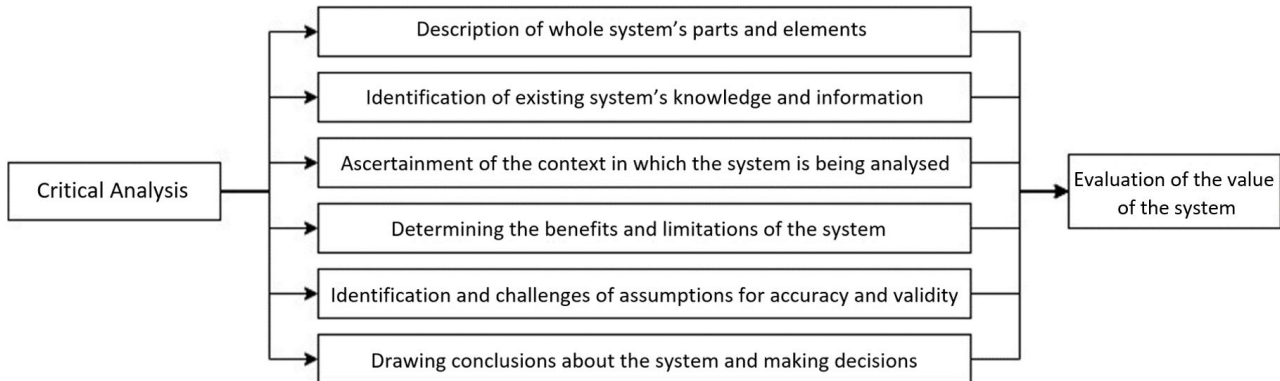 Description of whole system’s parts and elements
Identification of existing system’s knowledge and information
Ascertainment of the context in which the system is being analysed
Critical Analysis
Determining the benefits and limitations of the system
Identification and challenges of assumptions for accuracy and validity
Drawing conclusions about the system and making decisions
Evaluation of the value
of the system